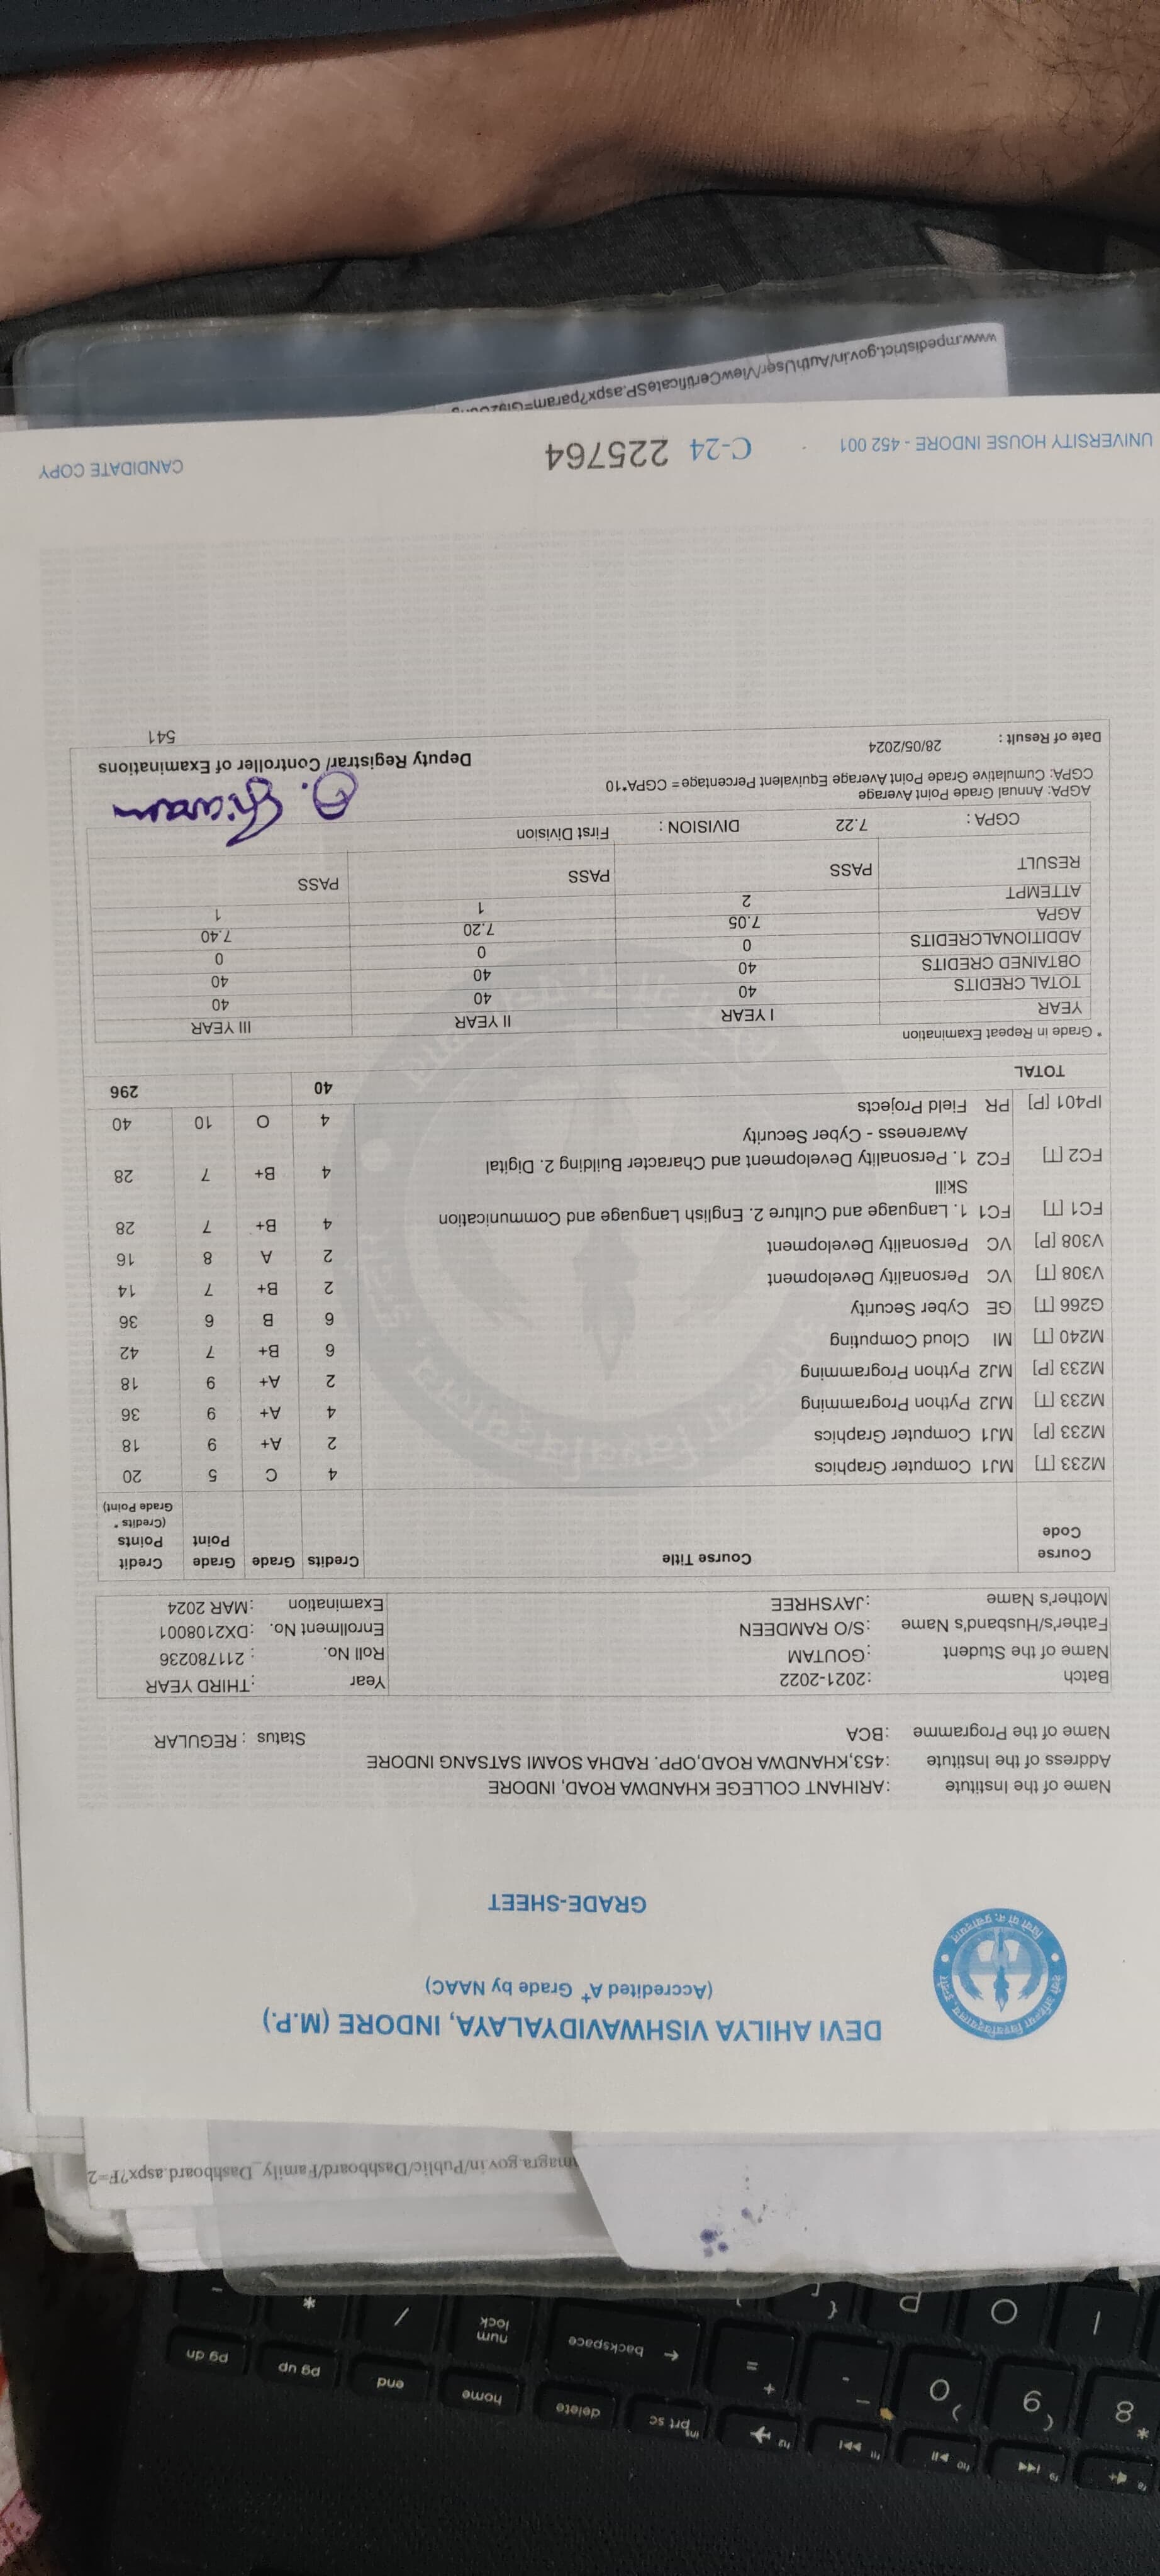 DEVI AHILYA VISHWAVIDYALAYA, INDORE (M.P.)
(Accredited A+ Grade by NAAC)
GRADE-SHEET
Name of the Institute :ARIHANT COLLEGE KHANDWA ROAD, INDORE
Address of the Institute :453,KHANDWA ROAD,OPP. RADHA SOAMI SATSANG INDORE
Name of the Programme :BCA Status : REGULAR
Batch :2021-2022 Year :THIRD YEAR
Name of the Student :GOUTAM Roll No. : 211780236
Father's/Husband's Name :S/O RAMDEEN Enrollment No. :DX2108001
Mother's Name :JAYSHREE Examination :MAR 2024
Course Code Course Title Credits Grade Grade Point Credit Points (Credits * Grade Point)
M233 [T] MJ1 Computer Graphics 4 C 5 20
M233 [P] MJ1 Computer Graphics 2 A+ 9 18
M233 [T] MJ2 Python Programming 4 A+ 9 36
M233 [P] MJ2 Python Programming 2 A+ 9 18
M240 [T] MI Cloud Computing 6 B+ 7 42
G266 [T] GE Cyber Security 6 B 6 36
V308 [T] VC Personality Development 2 B+ 7 14
V308 [P] VC Personality Development 2 A 8 16
FC1 [T] FC1 1. Language and Culture 2. English Language and Communication 4 B+ 7 28
Skill
FC2 [T] FC2 1. Personality Development and Character Building 2. Digital 4 B+ 7 28
Awareness - Cyber Security
IP401 [P] PR Field Projects 4 O 10 40
TOTAL 40 296
* Grade in Repeat Examination
YEAR I YEAR II YEAR III YEAR
TOTAL CREDITS 40 40 40
OBTAINED CREDITS 40 40 40
ADDITIONALCREDITS 0 0 0
AGPA 7.05 7.20 7.40
ATTEMPT 2 1 1
RESULT PASS PASS PASS
CGPA : 7.22 DIVISION : First Division
AGPA: Annual Grade Point Average
CGPA: Cumulative Grade Point Average Equivalent Percentage= CGPA*10
Date of Result : 28/05/2024 Deputy Registrar/ Controller of Examinations
541
UNIVERSITY HOUSE INDORE - 452 001 C-24 225764 CANDIDATE COPY
www.mpedistrict.gov.in/AuthUser/ViewCertificateSP.aspx?param=
magra.gov.in/Public/Dashboard/Family_Dashboard.aspx?F=2
prt sc
delete
home
end
pg up
pg dn
backspace
num lock
8
9
0
O
P